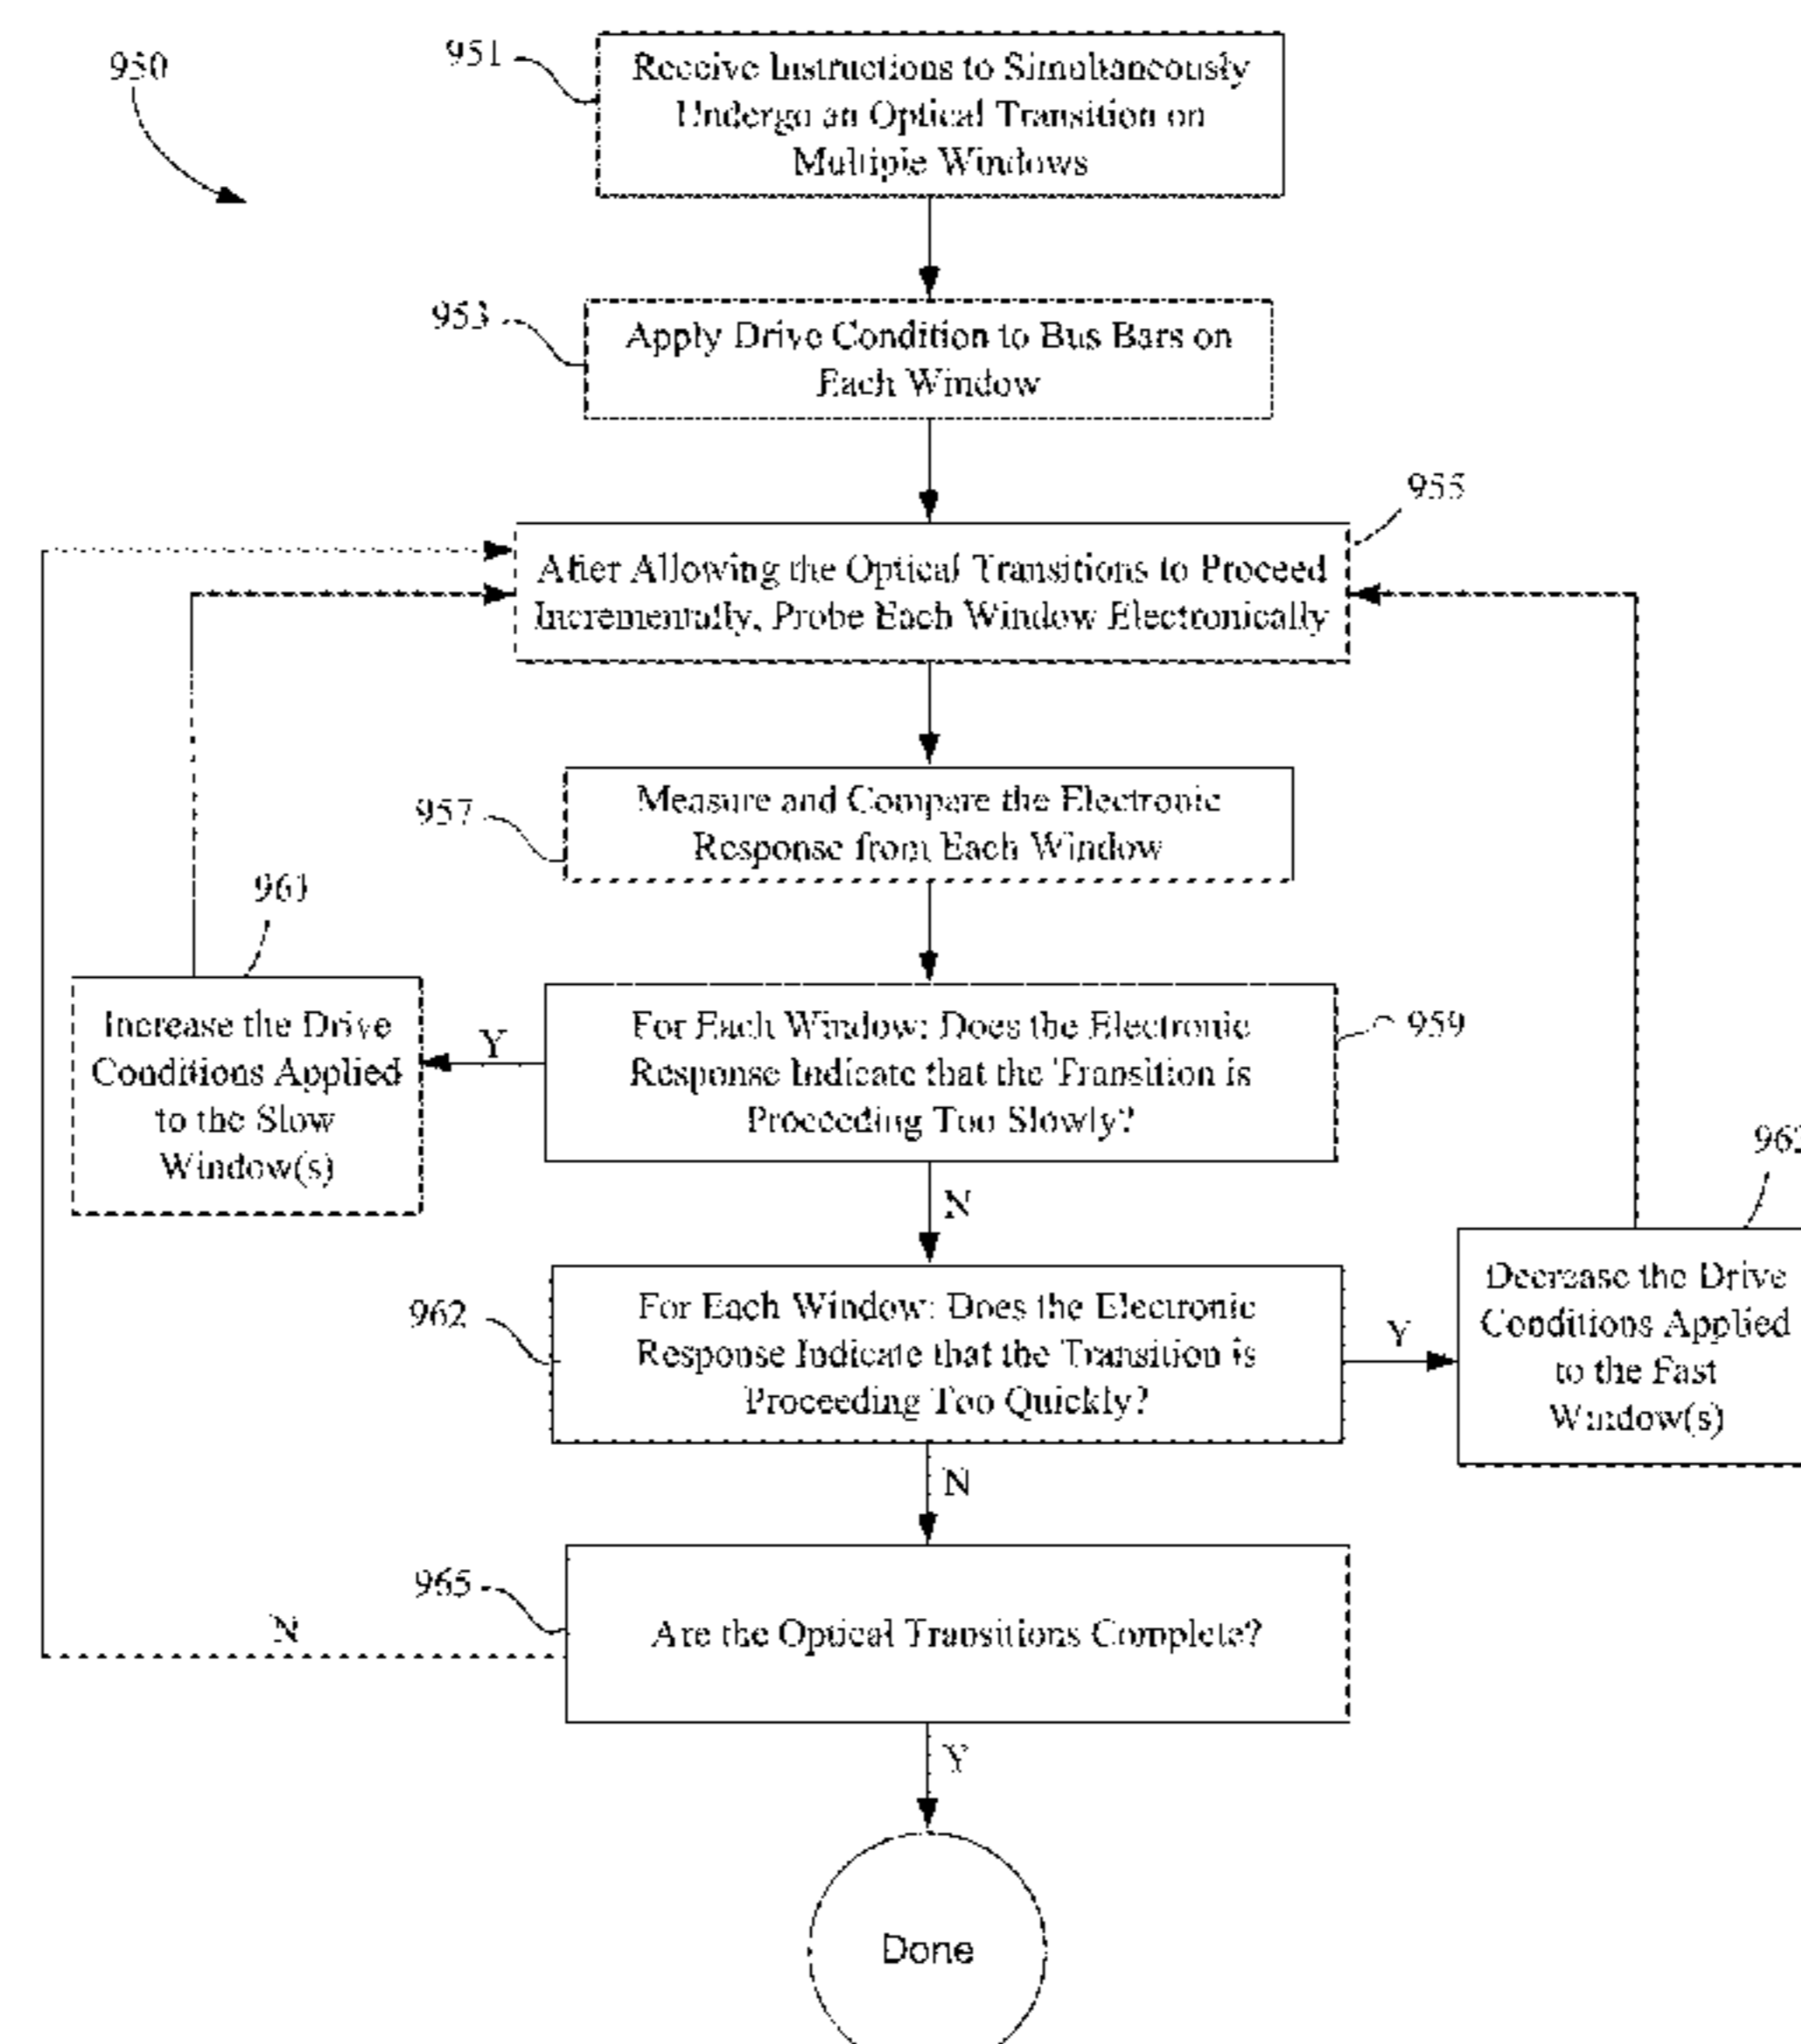 950
951
Receive Instructions to Simultaneously
Undergo an Optical Transition on
Multiple Windows
953
Apply Drive Condition to Bus Bars on
Each Window
955
After Allowing the Optical Transitions to Proceed
Incrementally, Probe Each Window Electronically
957
Measure and Compare the Electronic
Response from Each Window
961
Increase the Drive
Conditions Applied
to the Slow
Window(s)
Y
For Each Window: Does the Electronic
Response Indicate that the Transition is
Proceeding Too Slowly?
959
N
962
For Each Window: Does the Electronic
Response Indicate that the Transition is
Proceeding Too Quickly?
Y
Decrease the Drive
Conditions Applied
to the Fast
Window(s)
N
965
Are the Optical Transitions Complete?
N
Y
Done